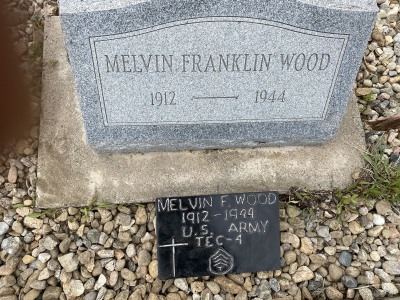 MELVIN FRANKLIN WOOD
1912 — 1944
MELVIN F. WOOD
1912-1944
U.S. ARMY
TEC-4